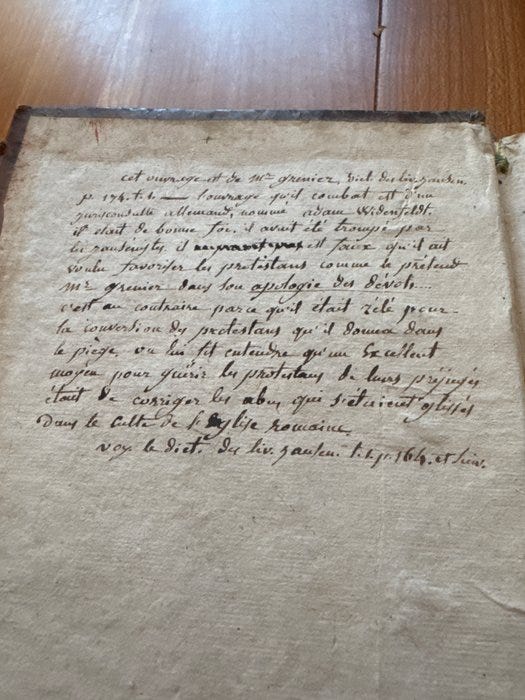 cet ouvrage est de mr grenier, dict. des liv. jansen.
p. 174. t. 1. — l'ouvrage qu'il combat est d'un
jurisconsulte allemand, nommé adam Widenfeldt.
il était de bonne foi. il avait été trompé par
les jansénistes, il est faux qu'il ait
voulu favoriser les protestans comme le prétend
mr grenier dans son apologie des dévots...
c'est au contraire parce qu'il était zélé pour
la conversion des protestans qu'il donna dans
le piège, on lui fit entendre qu'un Excéllent
moyen pour guérir les protestans de leurs préjugés
était de corriger les abus, qui s'étaient glissés
Dans le culte de l'église romaine.
voy. le dict. des liv. jansen. t. 1. p. 164. et suiv.